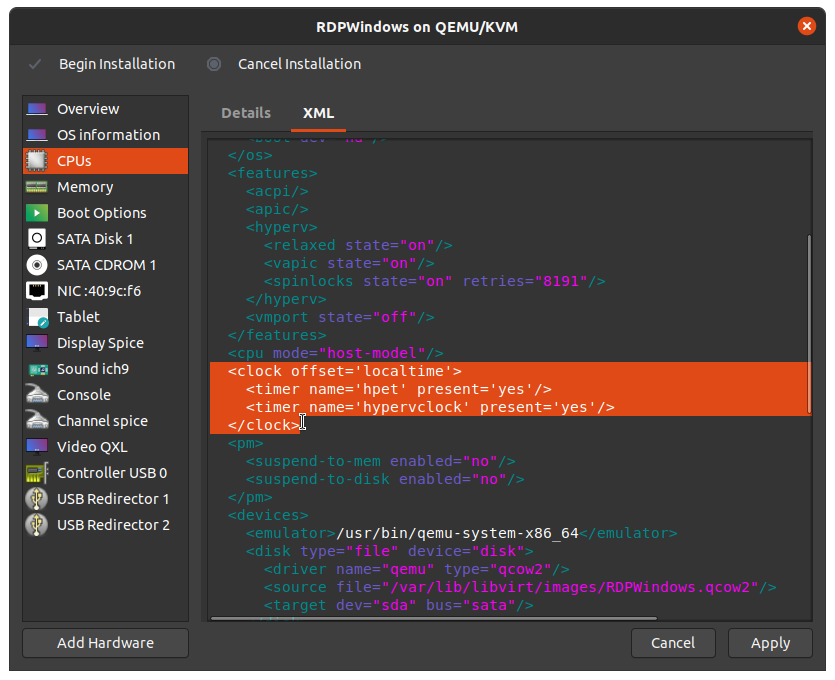 RDPWindows on QEMU/KVM
Begin Installation
Cancel Installation
Overview
OS information
CPUs
Memory
Boot Options
SATA Disk 1
SATA CDROM 1
NIC :40:9c:f6
Tablet
Display Spice
Sound ich9
Console
Channel spice
Video QXL
Controller USB 0
USB Redirector 1
USB Redirector 2
Add Hardware
Details
XML
</os>
<features>
<acpi/>
<apic/>
<hyperv>
<relaxed state="on"/>
<vapic state="on"/>
<spinlocks state="on" retries="8191"/>
</hyperv>
<vmport state="off"/>
</features>
<cpu mode="host-model"/>
<clock offset='localtime'>
<timer name='hpet' present='yes'/>
<timer name='hypervclock' present='yes'/>
</clock>
<pm>
<suspend-to-mem enabled="no"/>
<suspend-to-disk enabled="no"/>
</pm>
<devices>
<emulator>/usr/bin/qemu-system-x86_64</emulator>
<disk type="file" device="disk">
<driver name="qemu" type="qcow2"/>
<source file="/var/lib/libvirt/images/RDPWindows.qcow2"/>
<target dev="sda" bus="sata"/>
Cancel
Apply